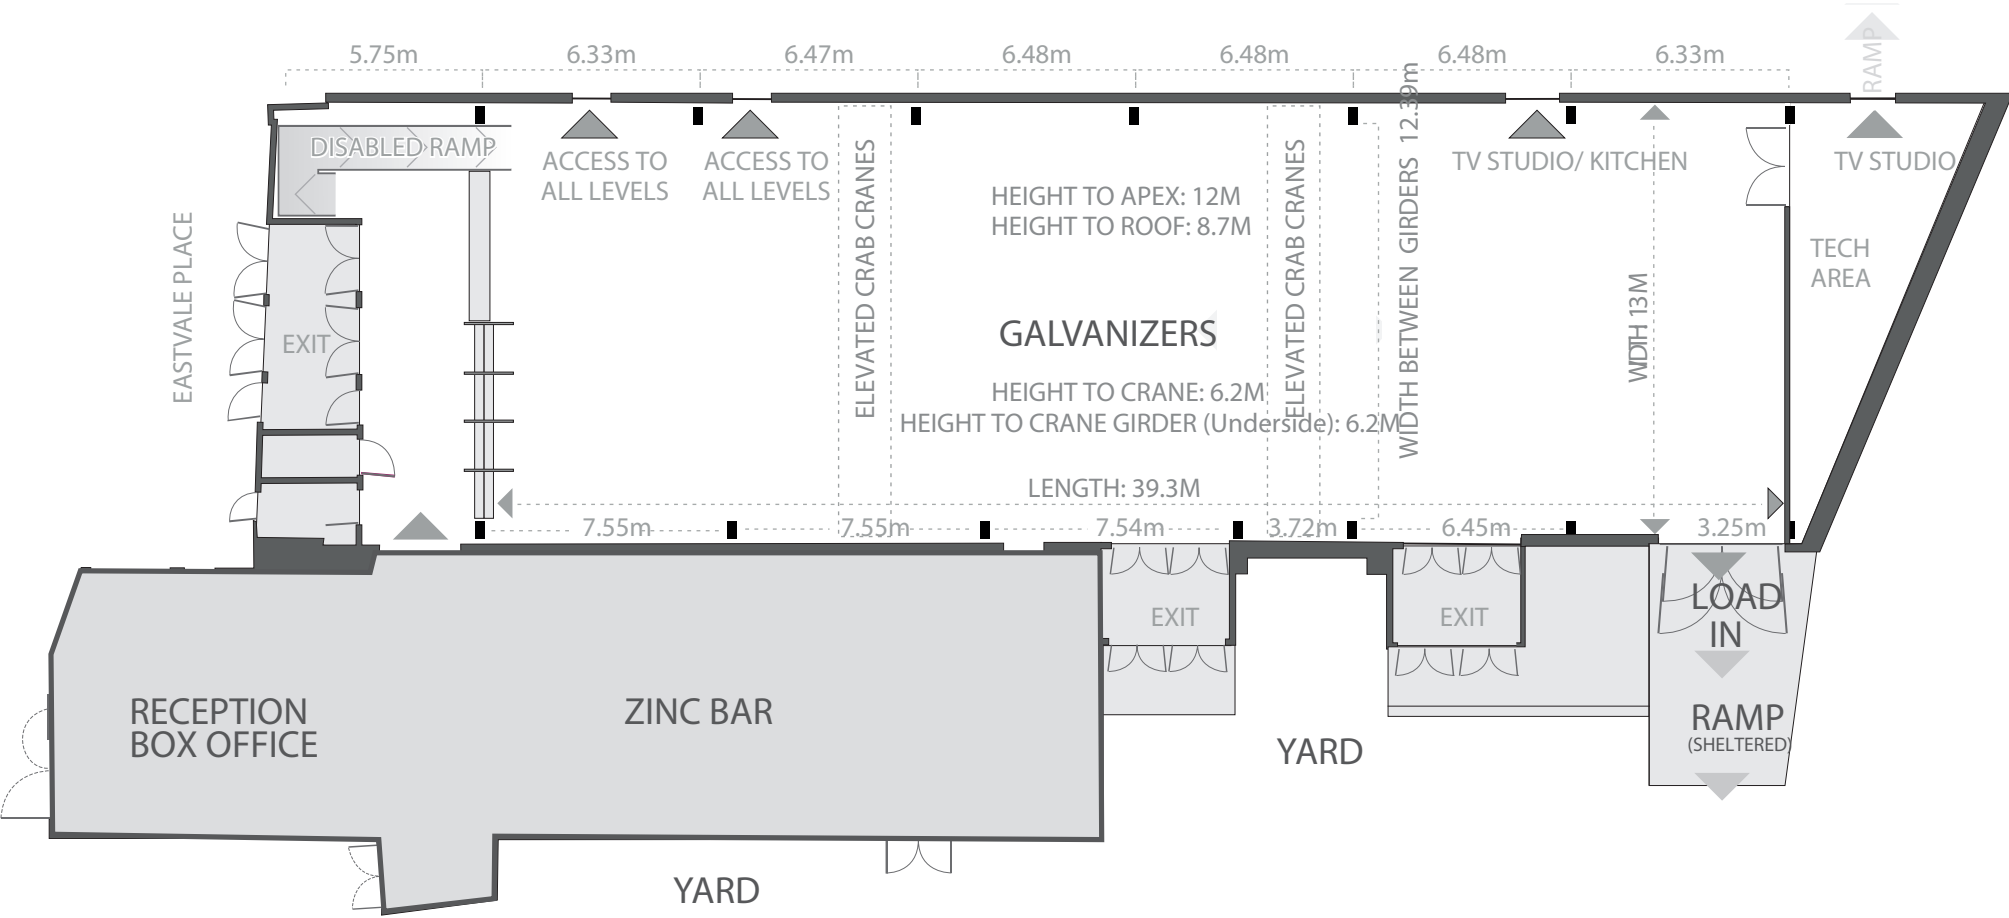 5.75m
6.33m
6.47m
6.48m
6.48m
6.48m
6.33m
RAMP
DISABLED RAMP
ACCESS TO
ALL LEVELS
ACCESS TO
ALL LEVELS
ELEVATED CRAB CRANES
HEIGHT TO APEX: 12M
HEIGHT TO ROOF: 8.7M
ELEVATED CRAB CRANES
WIDTH BETWEEN GIRDERS 12.39m
TV STUDIO/ KITCHEN
TV STUDIO
TECH
AREA
EASTVALE PLACE
EXIT
GALVANIZERS
WIDTH 13M
HEIGHT TO CRANE: 6.2M
HEIGHT TO CRANE GIRDER (Underside): 6.2M
LENGTH: 39.3M
7.55m
7.55m
7.54m
3.72m
6.45m
3.25m
EXIT
EXIT
LOAD
IN
RECEPTION
BOX OFFICE
ZINC BAR
YARD
RAMP
(SHELTERED)
YARD